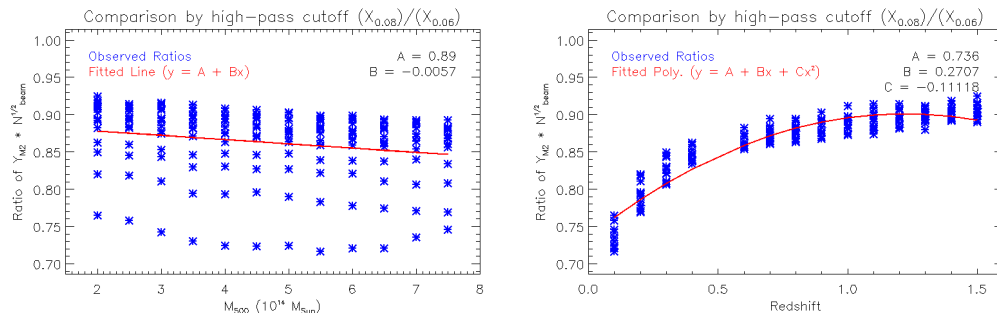 Comparison by high-pass cutoff (X0.08)/(X0.06)
Ratio of YM2 * N1/2beam
1.00
0.95
0.90
0.85
0.80
0.75
0.70
Observed Ratios
Fitted Line (y = A + Bx)
A = 0.89
B = −0.0057
2 3 4 5 6 7 8
M500 (10^14 MSun)
Comparison by high-pass cutoff (X0.08)/(X0.06)
Ratio of YM2 * N1/2beam
1.00
0.95
0.90
0.85
0.80
0.75
0.70
Observed Ratios
Fitted Poly. (y = A + Bx + Cx²)
A = 0.736
B = 0.2707
C = −0.11118
0.0 0.5 1.0 1.5
Redshift